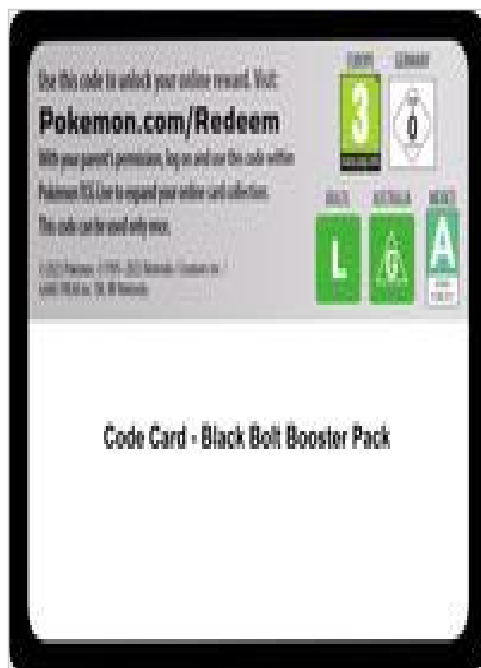 Use this code to unlock your online reward. Visit:
Pokemon.com/Redeem
With your parent's permission, log on and use this code within
Pokémon TCG Live to expand your online card collection.
This code can be used only once.
EUROPE GERMANY
3
0
BRAZIL AUSTRALIA MEXICO
L
G
A
Code Card - Black Bolt Booster Pack